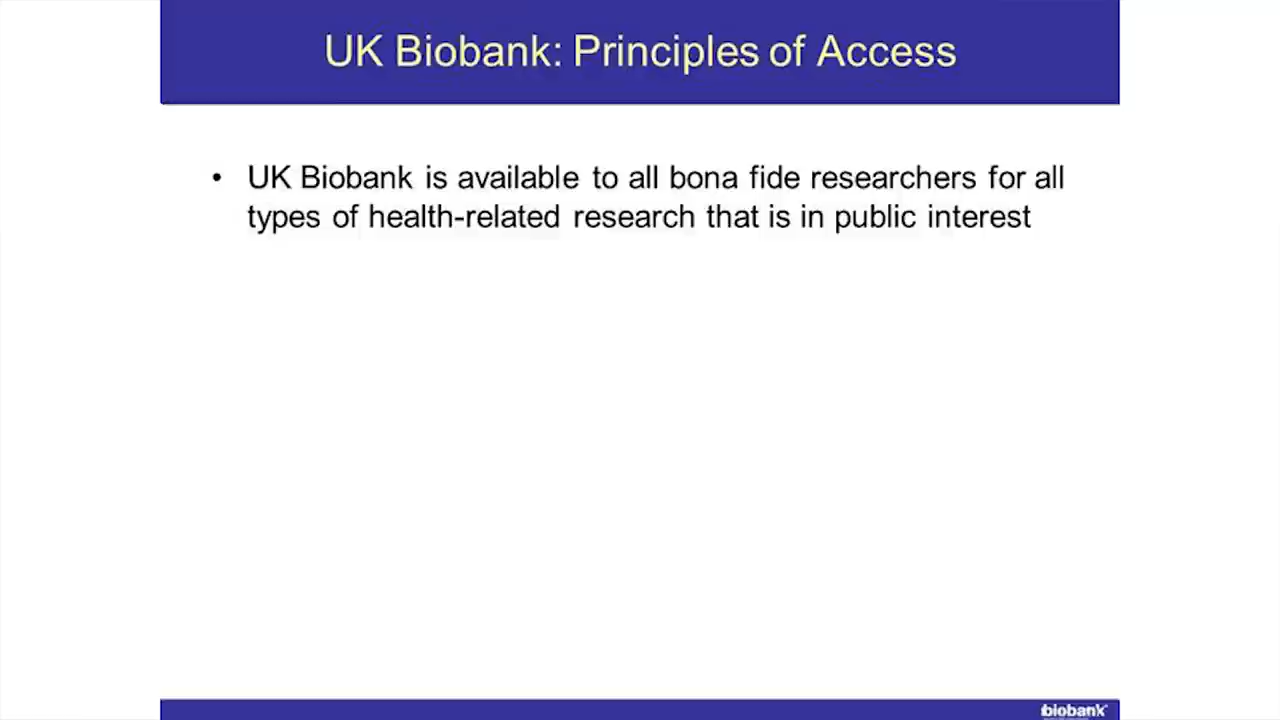 UK Biobank: Principles of Access
• UK Biobank is available to all bona fide researchers for all
types of health-related research that is in public interest
biobank